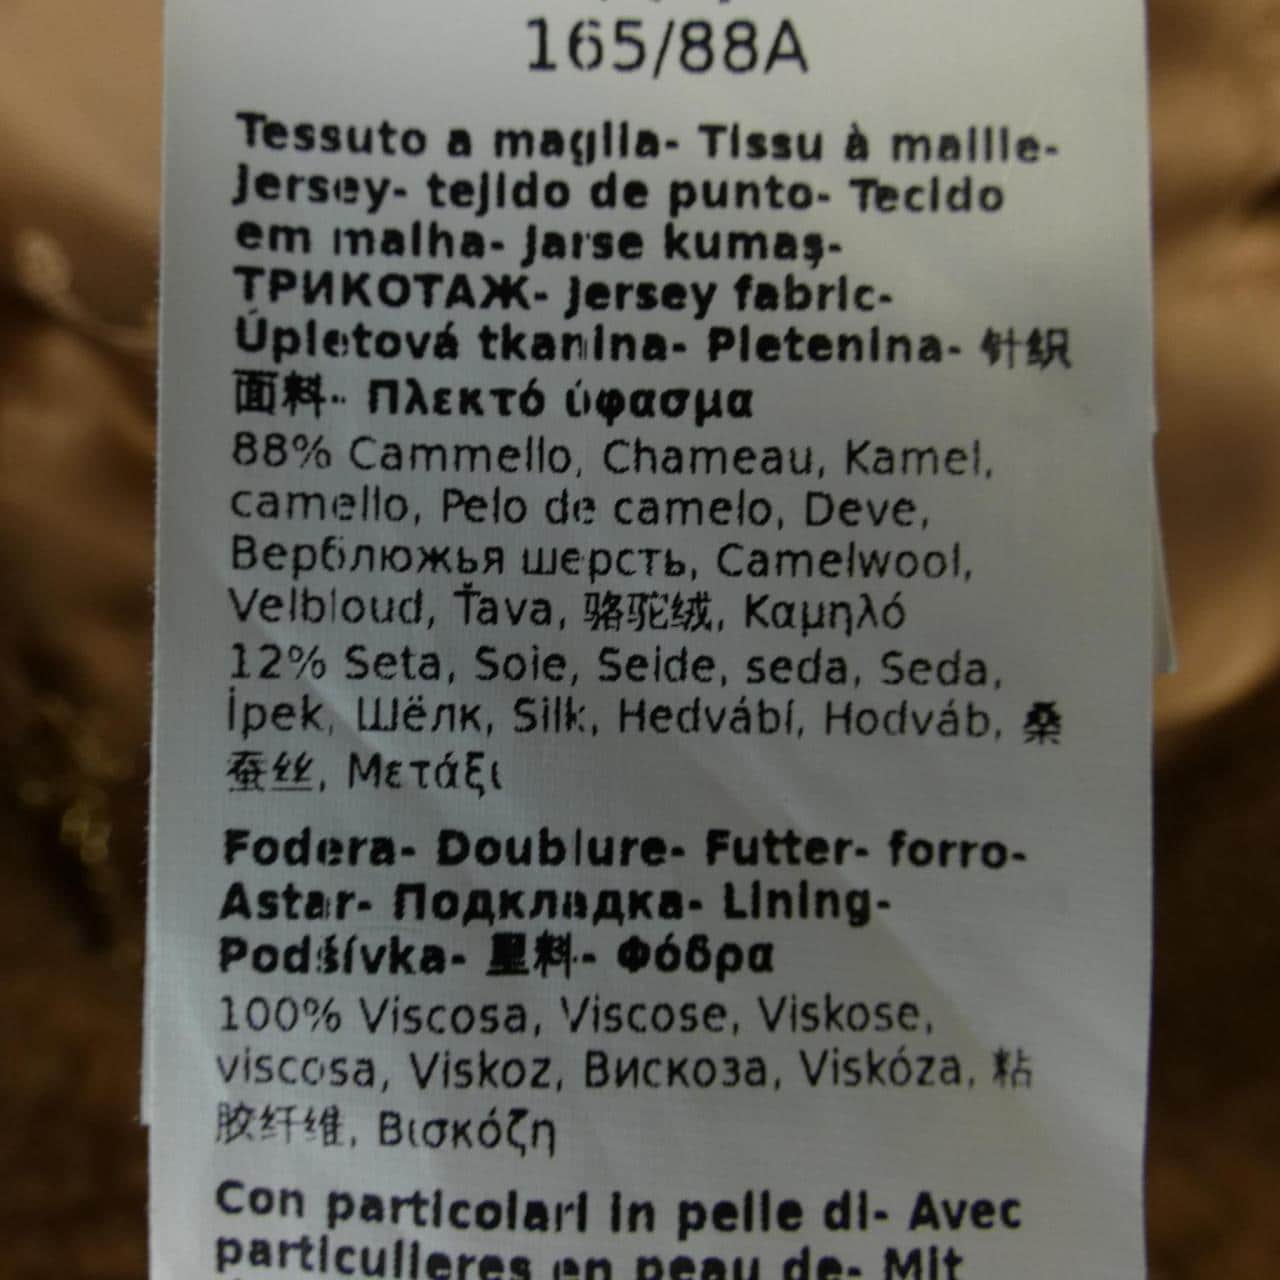 165/88A
Tessuto a maglia- Tissu à maille-
Jersey- tejido de punto- Tecido
em malha- Jarse kumaş-
ТРИКОТАЖ- Jersey fabric-
Úpletová tkanina- Pletenina- 针织
面料- Πλεκτό ύφασμα
88% Cammello, Chameau, Kamel,
camello, Pelo de camelo, Deve,
Верблюжья шерсть, Camelwool,
Velbloud, Ťava, 骆驼绒, Καμηλό
12% Seta, Soie, Seide, seda, Seda,
İpek, Шёлк, Silk, Hedvábí, Hodváb, 桑
蚕丝, Μετάξι
Fodera- Doublure- Futter- forro-
Astar- Подкладка- Lining-
Podšívka- 里料- Φόδρα
100% Viscosa, Viscose, Viskose,
viscosa, Viskoz, Вискоза, Viskóza, 粘
胶纤维, Βισκόζη
Con particolari in pelle di- Avec
particulieres en peau de- Mit